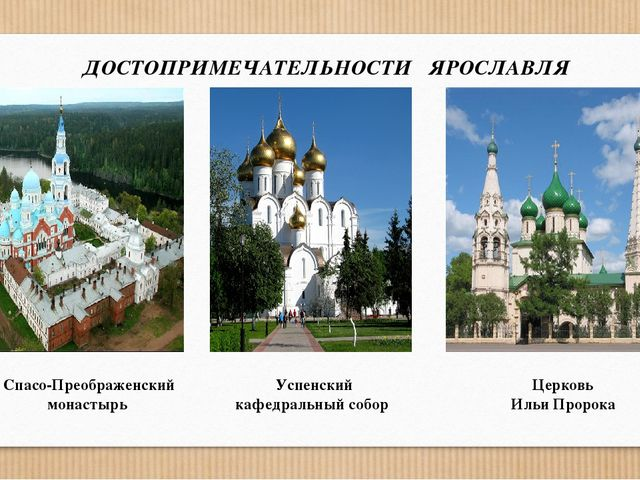 ДОСТОПРИМЕЧАТЕЛЬНОСТИ ЯРОСЛАВЛЯ
Спасо-Преображенский
монастырь
Успенский
кафедральный собор
Церковь
Ильи Пророка